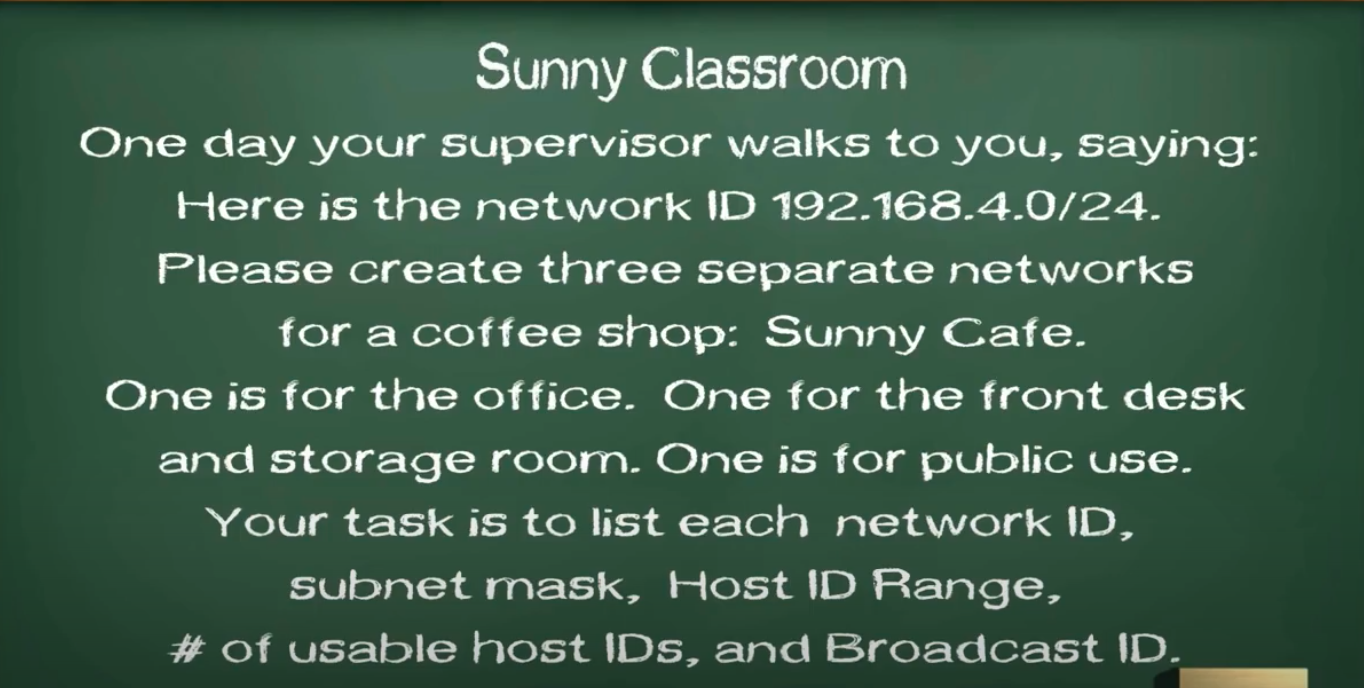 Sunny Classroom
One day your supervisor walks to you, saying:
Here is the network ID 192.168.4.0/24.
Please create three separate networks
for a coffee shop: Sunny Cafe.
One is for the office. One for the front desk
and storage room. One is for public use.
Your task is to list each network ID,
subnet mask, Host ID Range,
# of usable host IDs, and Broadcast ID.